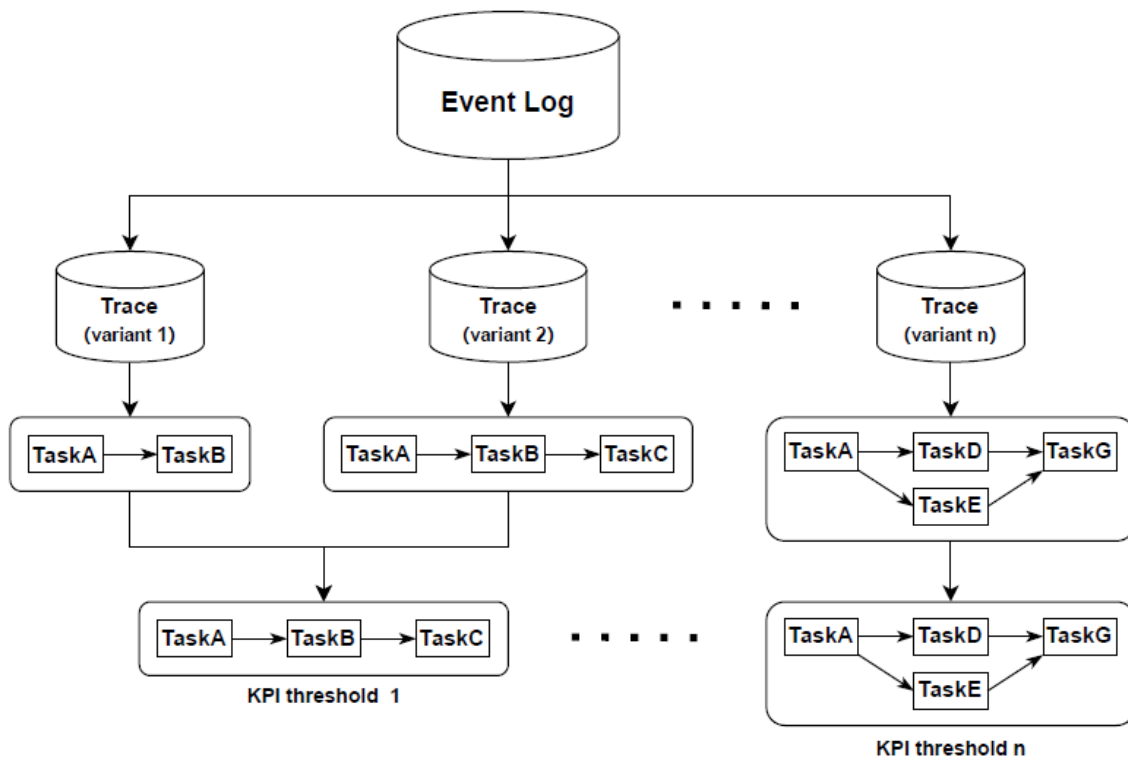 Event Log
Trace
(variant 1)
Trace
(variant 2)
Trace
(variant n)
TaskA
TaskB
TaskA
TaskB
TaskC
TaskA
TaskD
TaskG
TaskE
TaskA
TaskB
TaskC
KPI threshold 1
TaskA
TaskD
TaskG
TaskE
KPI threshold n